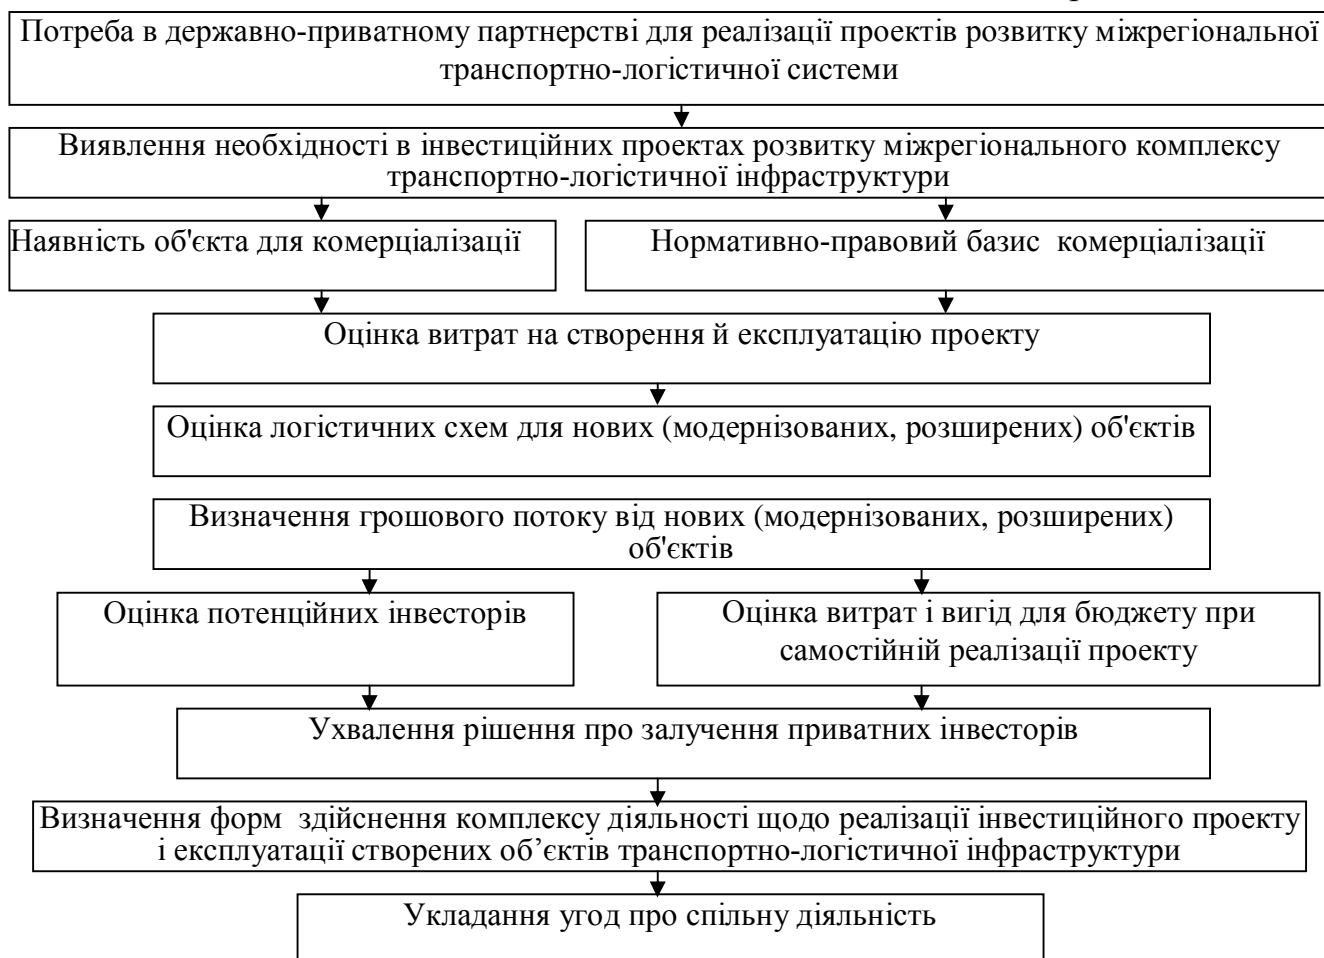 Потреба в державно-приватному партнерстві для реалізації проектів розвитку міжрегіональної
транспортно-логістичної системи
Виявлення необхідності в інвестиційних проектах розвитку міжрегіонального комплексу
транспортно-логістичної інфраструктури
Наявність об'єкта для комерціалізації
Нормативно-правовий базис комерціалізації
Оцінка витрат на створення й експлуатацію проекту
Оцінка логістичних схем для нових (модернізованих, розширених) об'єктів
Визначення грошового потоку від нових (модернізованих, розширених)
об'єктів
Оцінка потенційних інвесторів
Оцінка витрат і вигід для бюджету при
самостійній реалізації проекту
Ухвалення рішення про залучення приватних інвесторів
Визначення форм здійснення комплексу діяльності щодо реалізації інвестиційного проекту
і експлуатації створених об’єктів транспортно-логістичної інфраструктури
Укладання угод про спільну діяльність